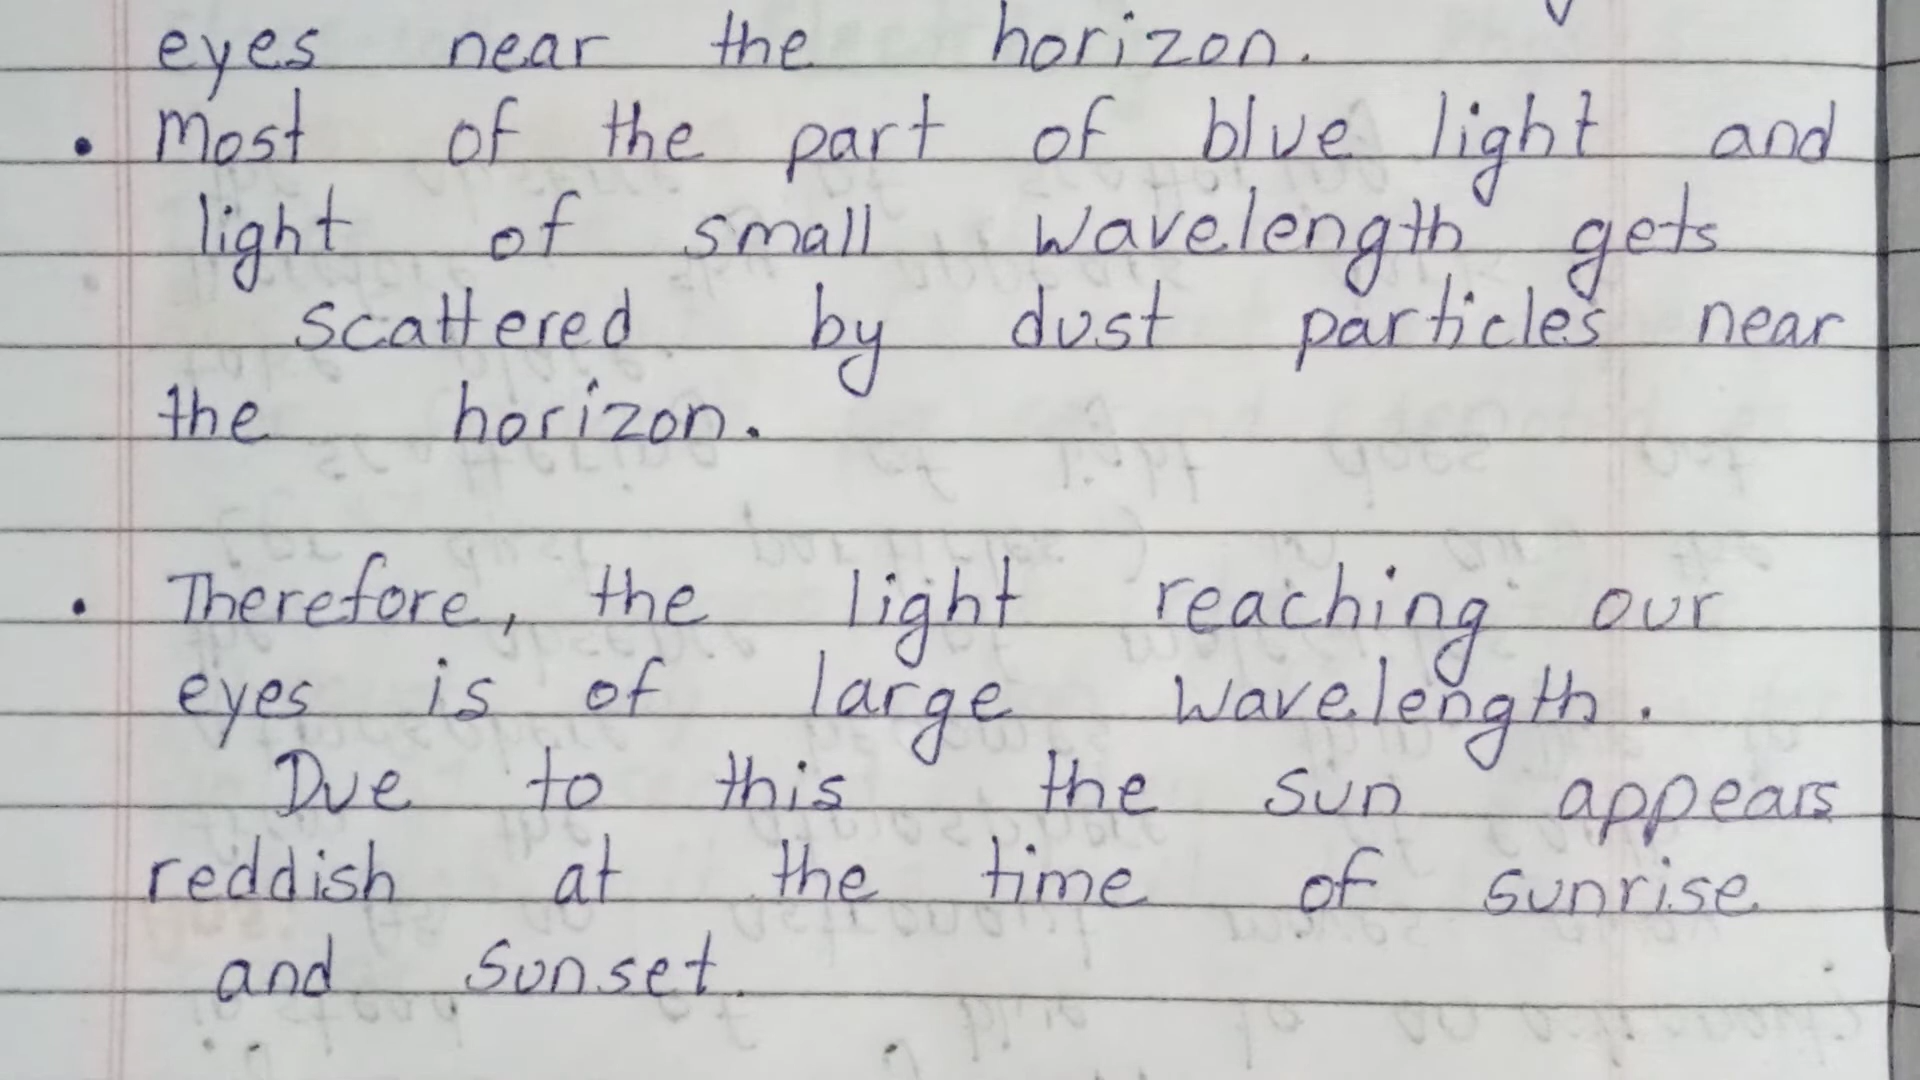 eyes near the horizon.
• Most of the part of blue light and
light of small wavelength gets
scattered by dust particles near
the horizon.
• Therefore, the light reaching our
eyes is of large wavelength.
Due to this the sun appears
reddish at the time of sunrise
and sunset.